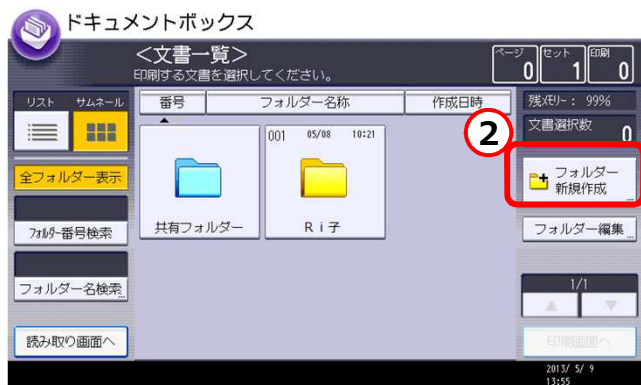 ドキュメントボックス
<文書一覧>
印刷する文書を選択してください。
ページ セット 印刷
0 1 0
リスト サムネール
番号 フォルダー名称 作成日時
残メモリー： 99%
文書選択数
0
②
全フォルダー表示
001 05/08 10:21
フォルダー
新規作成
共有フォルダー Ｒｉ子
フォルダー編集
フォルダー番号検索
フォルダー名検索
1/1
読み取り画面へ
印刷画面へ
2013/ 5/ 9
13:55